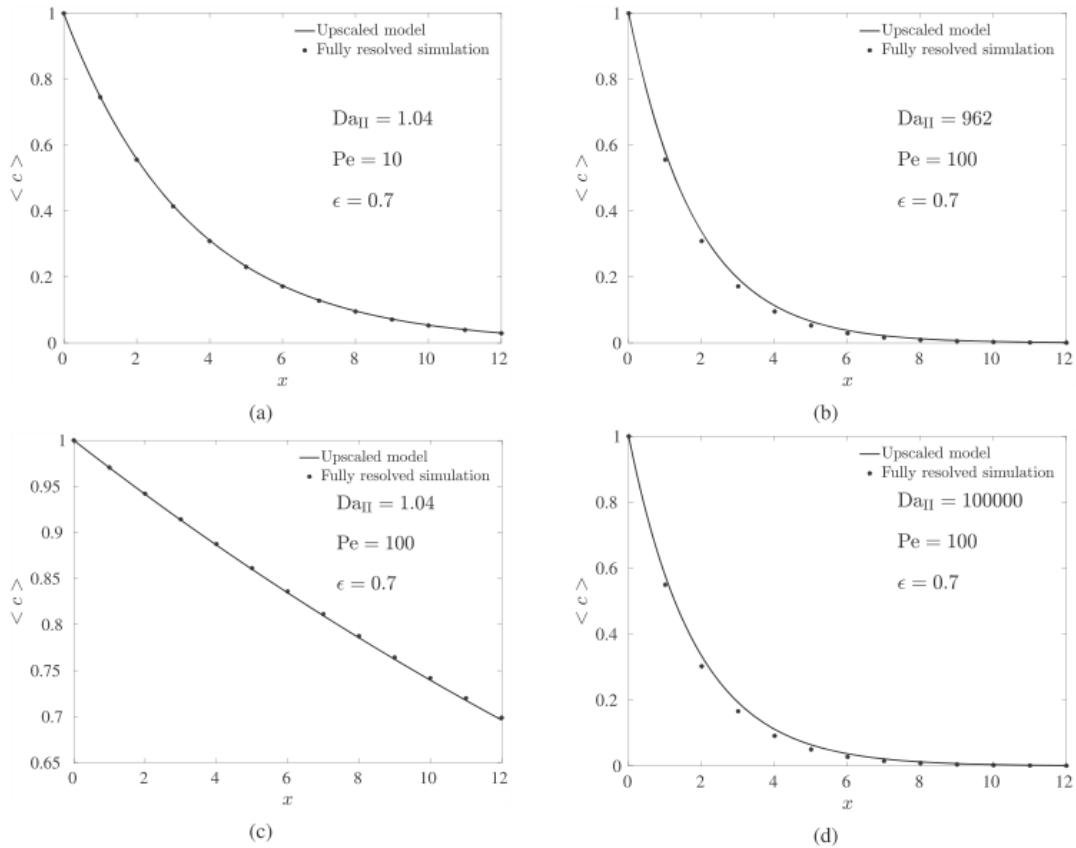 1
0.8
0.6
0.4
0.2
0
< c >
0 2 4 6 8 10 12
x
Upscaled model
Fully resolved simulation
Da_II = 1.04
Pe = 10
ϵ = 0.7
(a)
1
0.8
0.6
0.4
0.2
0
< c >
0 2 4 6 8 10 12
x
Upscaled model
Fully resolved simulation
Da_II = 962
Pe = 100
ϵ = 0.7
(b)
1
0.95
0.9
0.85
0.8
0.75
0.7
0.65
< c >
0 2 4 6 8 10 12
x
Upscaled model
Fully resolved simulation
Da_II = 1.04
Pe = 100
ϵ = 0.7
(c)
1
0.8
0.6
0.4
0.2
0
< c >
0 2 4 6 8 10 12
x
Upscaled model
Fully resolved simulation
Da_II = 100000
Pe = 100
ϵ = 0.7
(d)